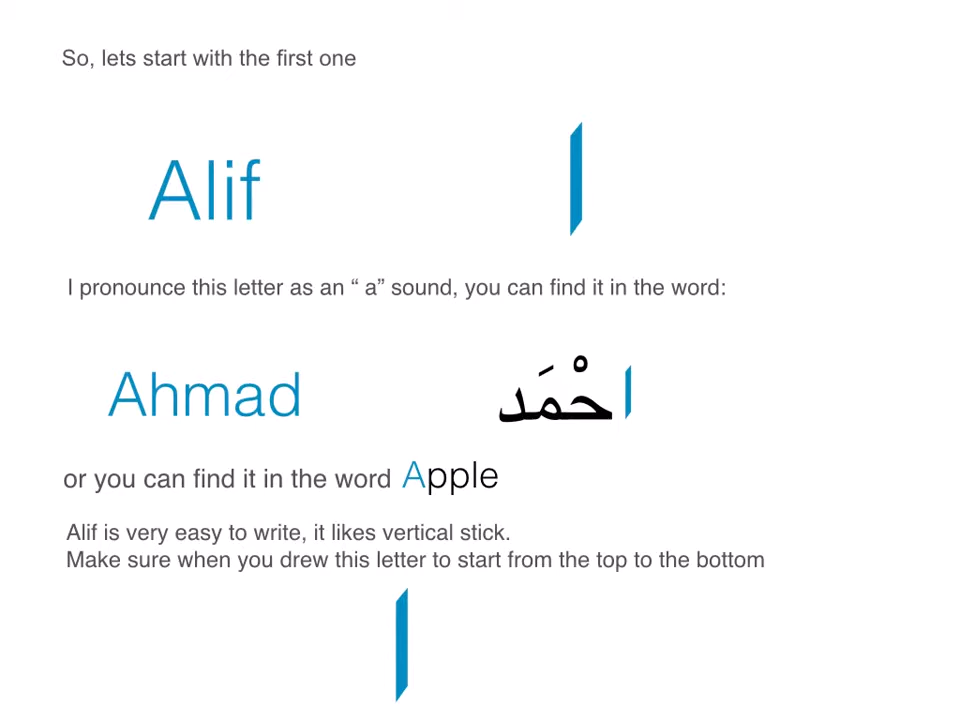 So, lets start with the first one
Alif ا
I pronounce this letter as an “ a” sound, you can find it in the word:
Ahmad احْمَد
or you can find it in the word Apple
Alif is very easy to write, it likes vertical stick.
Make sure when you drew this letter to start from the top to the bottom
ا